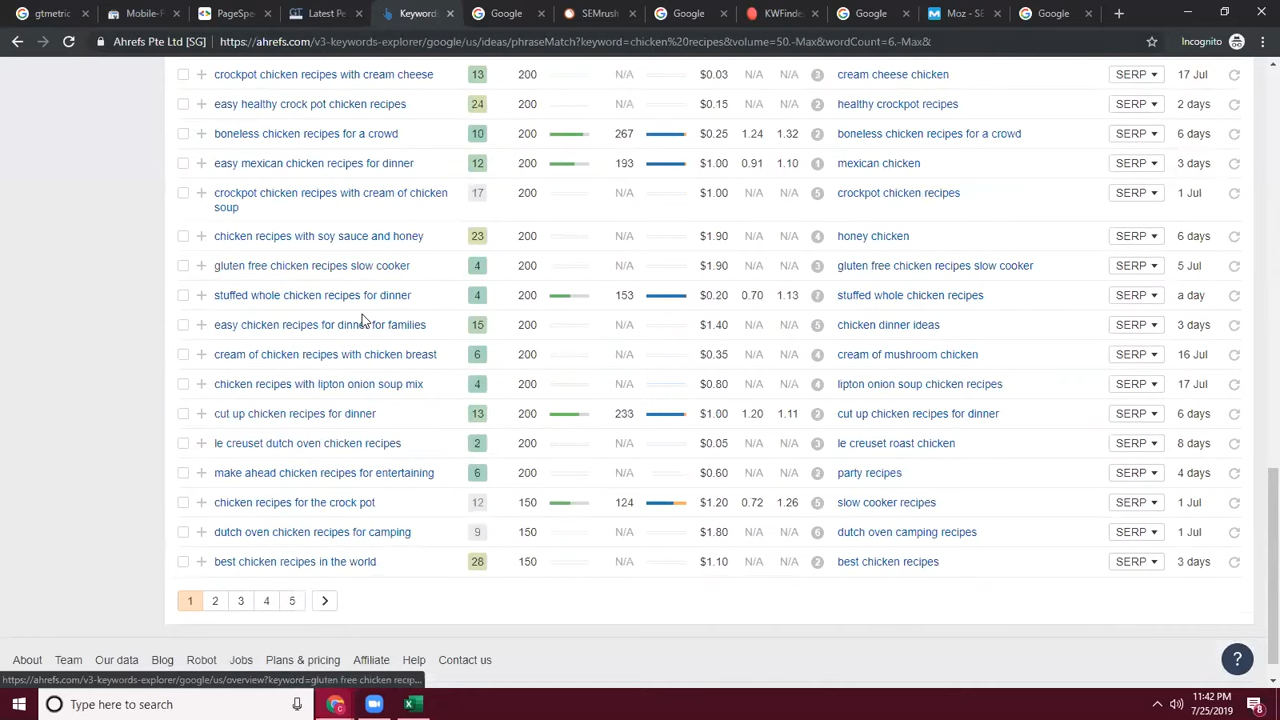 gtmetric
Mobile-F
PageSpe
Latest Pe
Keyword
Google
SEMrush
Google
KWFinde
Google
Moz - SE
Google
Ahrefs Pte Ltd [SG] https://ahrefs.com/v3-keywords-explorer/google/us/ideas/phraseMatch?keyword=chicken%20recipes&volume=50.-Max&wordCount=6.-Max&
Incognito
crockpot chicken recipes with cream cheese 13 200 N/A $0.03 N/A N/A 3 cream cheese chicken SERP 17 Jul
easy healthy crock pot chicken recipes 24 200 N/A $0.15 N/A N/A 2 healthy crockpot recipes SERP 2 days
boneless chicken recipes for a crowd 10 200 267 $0.25 1.24 1.32 2 boneless chicken recipes for a crowd SERP 6 days
easy mexican chicken recipes for dinner 12 200 193 $1.00 0.91 1.10 1 mexican chicken SERP 3 days
crockpot chicken recipes with cream of chicken 17 200 N/A $1.00 N/A N/A 5 crockpot chicken recipes SERP 1 Jul
soup
chicken recipes with soy sauce and honey 23 200 N/A $1.90 N/A N/A 4 honey chicken SERP 6 days
gluten free chicken recipes slow cooker 4 200 N/A $1.90 N/A N/A 3 gluten free chicken recipes slow cooker SERP 5 Jul
stuffed whole chicken recipes for dinner 4 200 153 $0.20 0.70 1.13 7 stuffed whole chicken recipes SERP a day
easy chicken recipes for dinner for families 15 200 N/A $1.40 N/A N/A 5 chicken dinner ideas SERP 3 days
cream of chicken recipes with chicken breast 6 200 N/A $0.35 N/A N/A 4 cream of mushroom chicken SERP 16 Jul
chicken recipes with lipton onion soup mix 4 200 N/A $0.80 N/A N/A 4 lipton onion soup chicken recipes SERP 17 Jul
cut up chicken recipes for dinner 13 200 233 $1.00 1.20 1.11 2 cut up chicken recipes for dinner SERP 6 days
le creuset dutch oven chicken recipes 2 200 N/A $0.05 N/A N/A 3 le creuset roast chicken SERP 8 days
make ahead chicken recipes for entertaining 6 200 N/A $0.60 N/A N/A 2 party recipes SERP 4 days
chicken recipes for the crock pot 12 150 124 $1.20 0.72 1.26 5 slow cooker recipes SERP 1 Jul
dutch oven chicken recipes for camping 9 150 N/A $1.80 N/A N/A 6 dutch oven camping recipes SERP 1 Jul
best chicken recipes in the world 26 150 N/A $1.10 N/A N/A 2 best chicken recipes SERP 3 days
1 2 3 4 5
About Team Our data Blog Robot Jobs Plans & pricing Affiliate Help Contact us
?
https://ahrefs.com/v3-keywords-explorer/google/us/overview?keyword=gluten free chicken recip...
Type here to search
11:42 PM
7/25/2019
8